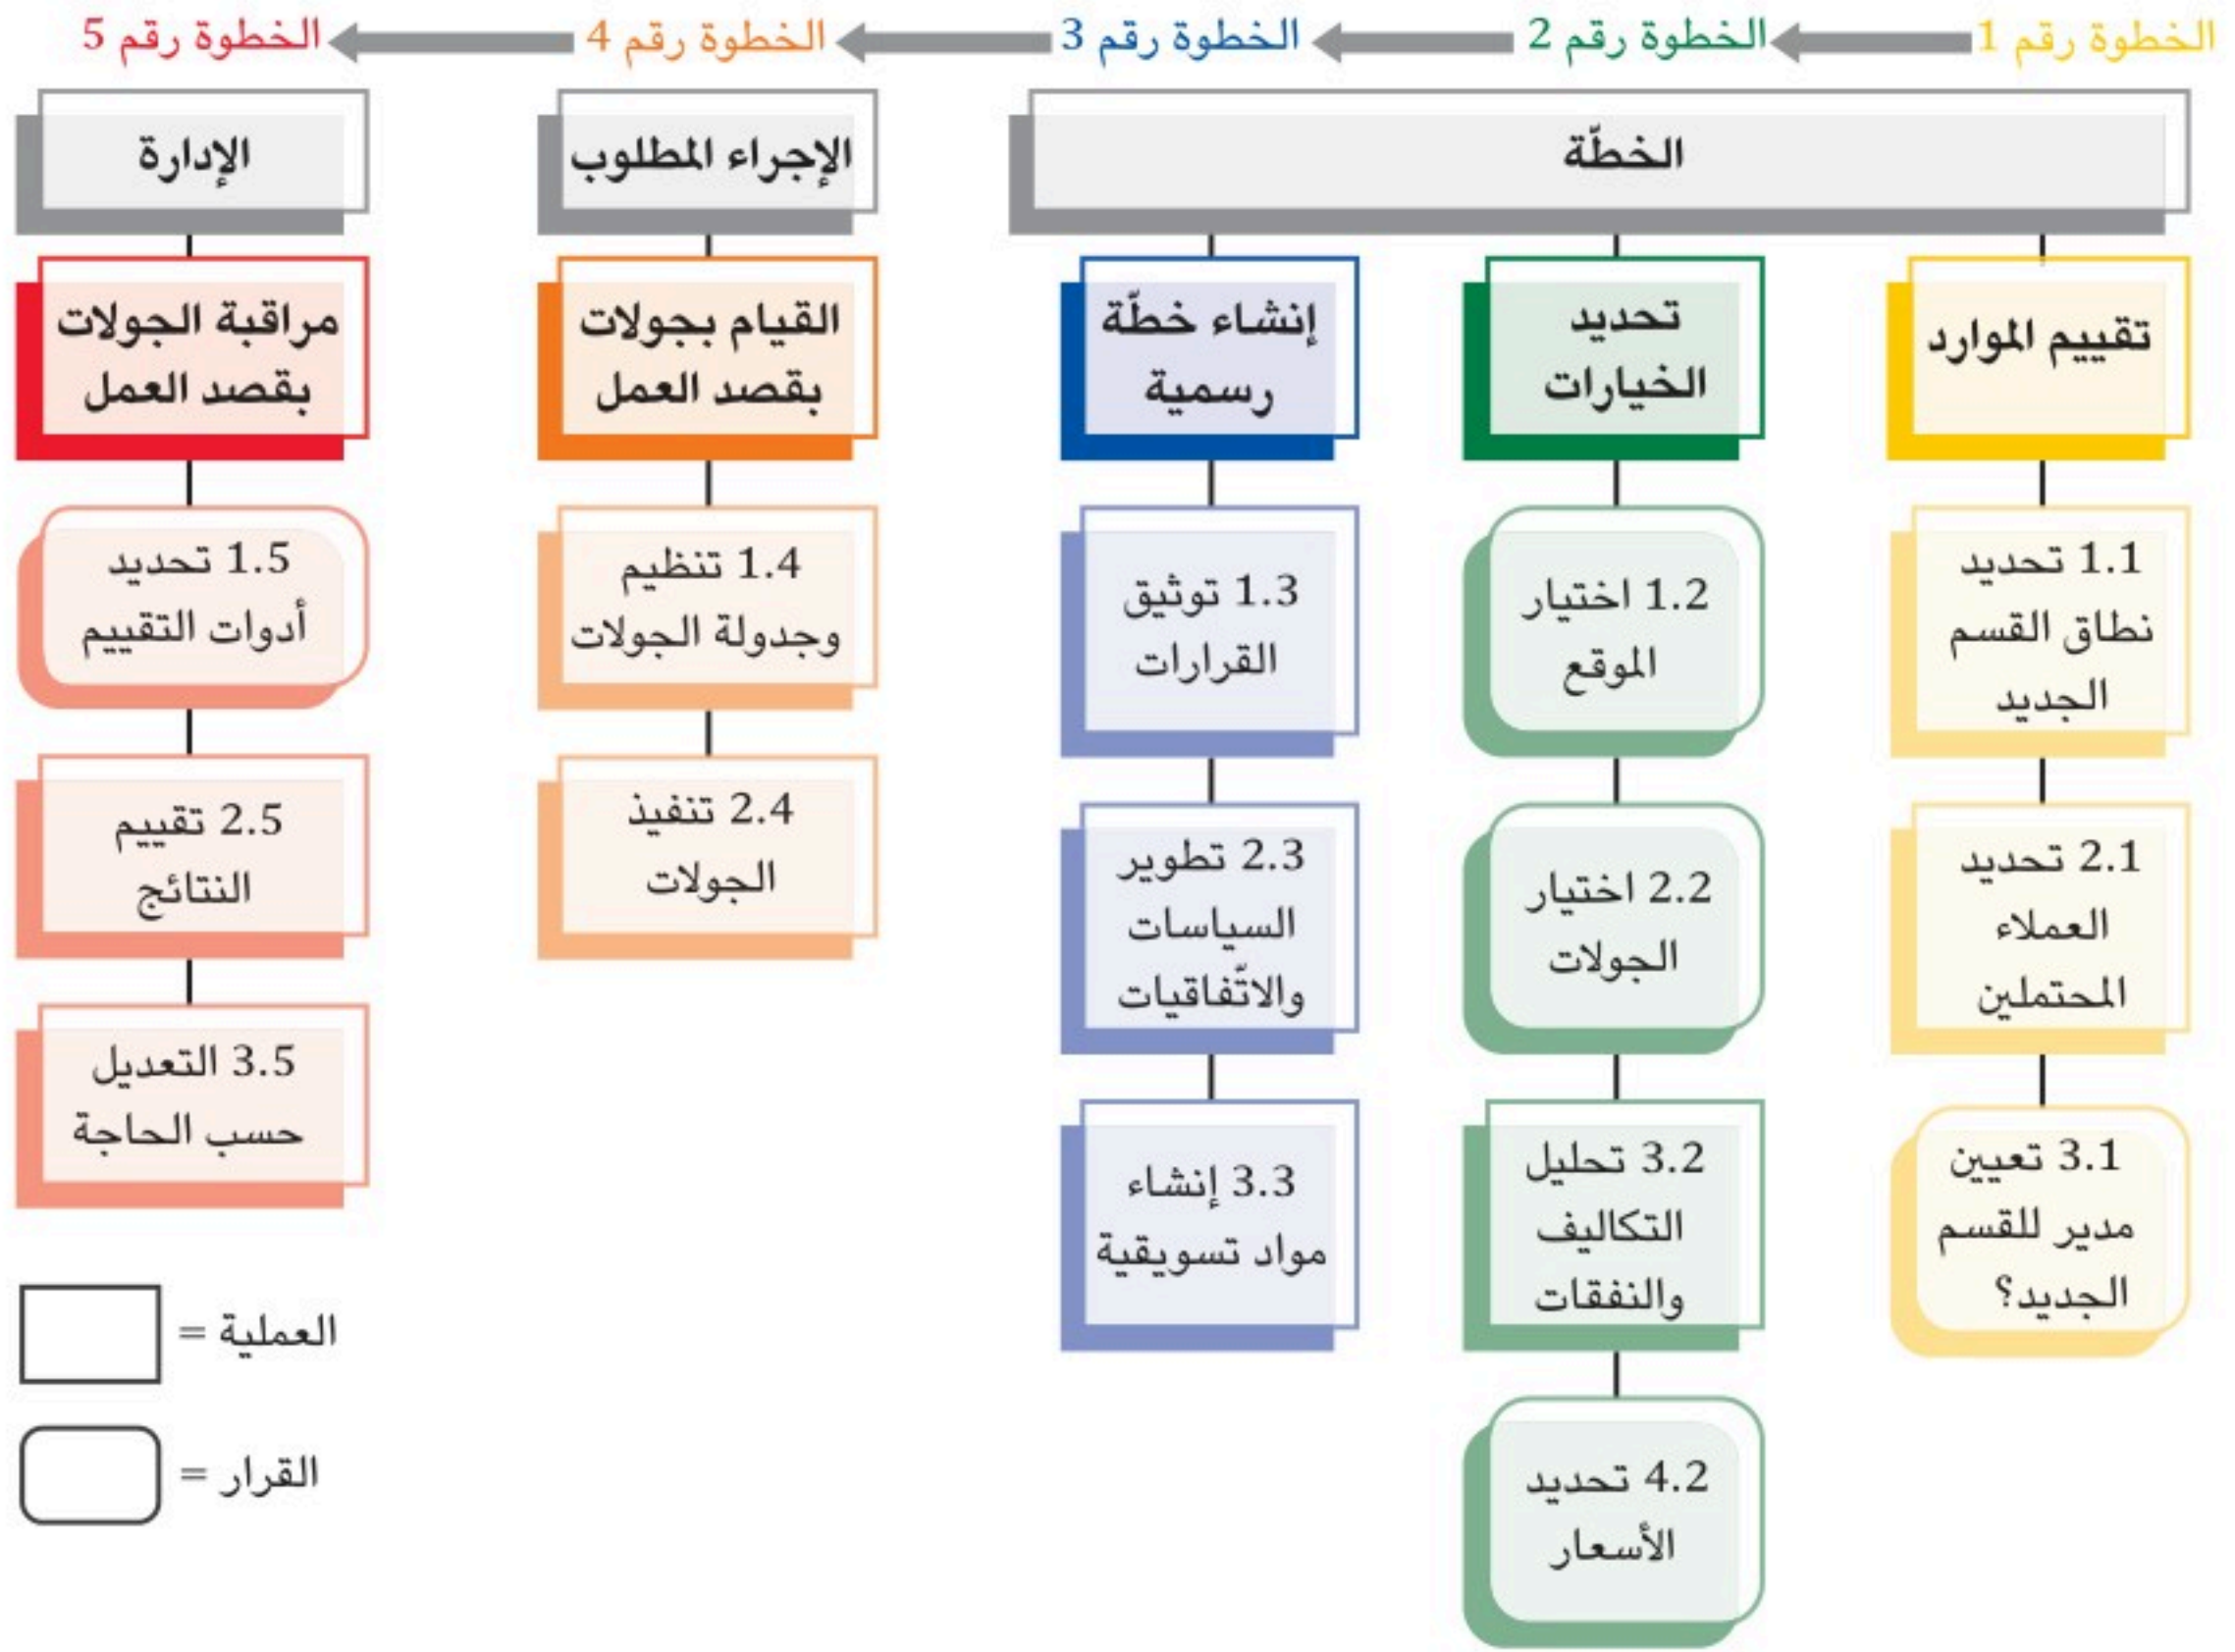 الخطوة رقم 1
الخطوة رقم 2
الخطوة رقم 3
الخطوة رقم 4
الخطوة رقم 5
الخطّة
الإجراء المطلوب
الإدارة
تقييم الموارد
تحديد
الخيارات
إنشاء خطّة
رسمية
القيام بجولات
بقصد العمل
مراقبة الجولات
بقصد العمل
1.1 تحديد
نطاق القسم
الجديد
2.1 تحديد
العملاء
المحتملين
3.1 تعيين
مدير للقسم
الجديد؟
1.2 اختيار
الموقع
2.2 اختيار
الجولات
3.2 تحليل
التكاليف
والنفقات
4.2 تحديد
الأسعار
1.3 توثيق
القرارات
2.3 تطوير
السياسات
والاتّفاقيات
3.3 إنشاء
مواد تسويقية
1.4 تنظيم
وجدولة الجولات
2.4 تنفيذ
الجولات
1.5 تحديد
أدوات التقييم
2.5 تقييم
النتائج
3.5 التعديل
حسب الحاجة
العملية =
القرار =